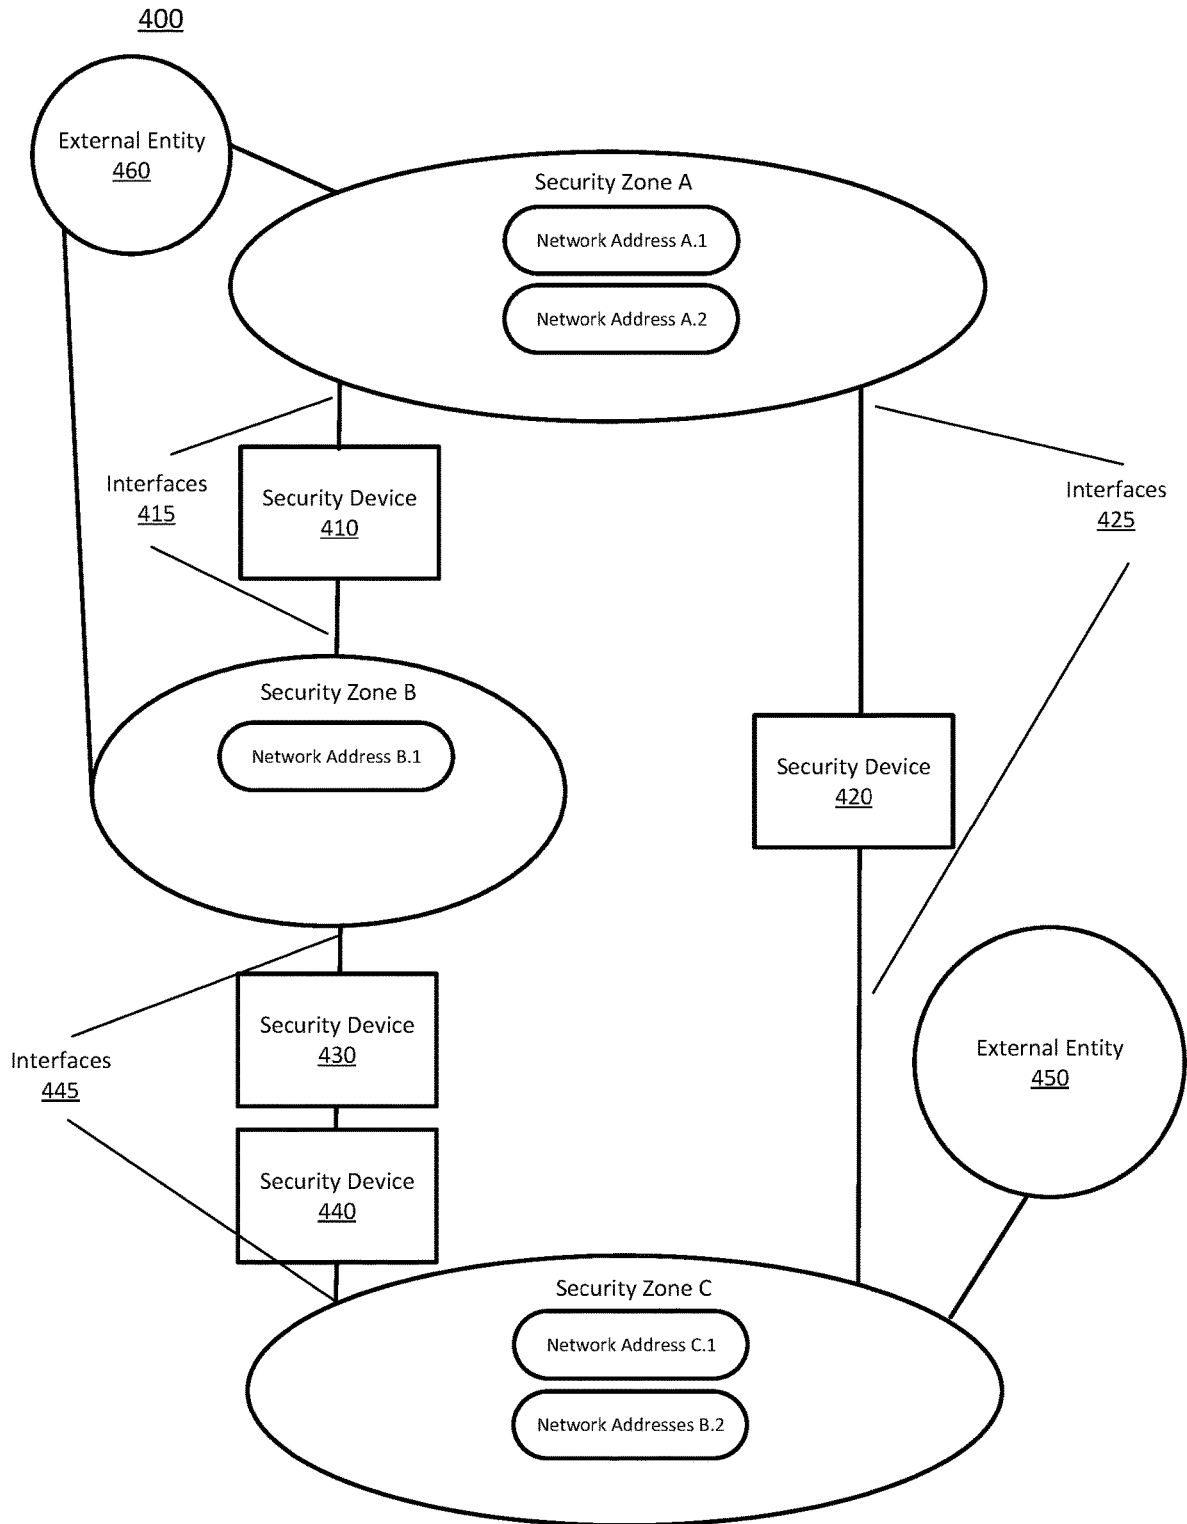 400
External Entity
460
Security Zone A
Network Address A.1
Network Address A.2
Interfaces
415
Security Device
410
Interfaces
425
Security Zone B
Network Address B.1
Security Device
420
Security Device
430
External Entity
450
Interfaces
445
Security Device
440
Security Zone C
Network Address C.1
Network Addresses B.2